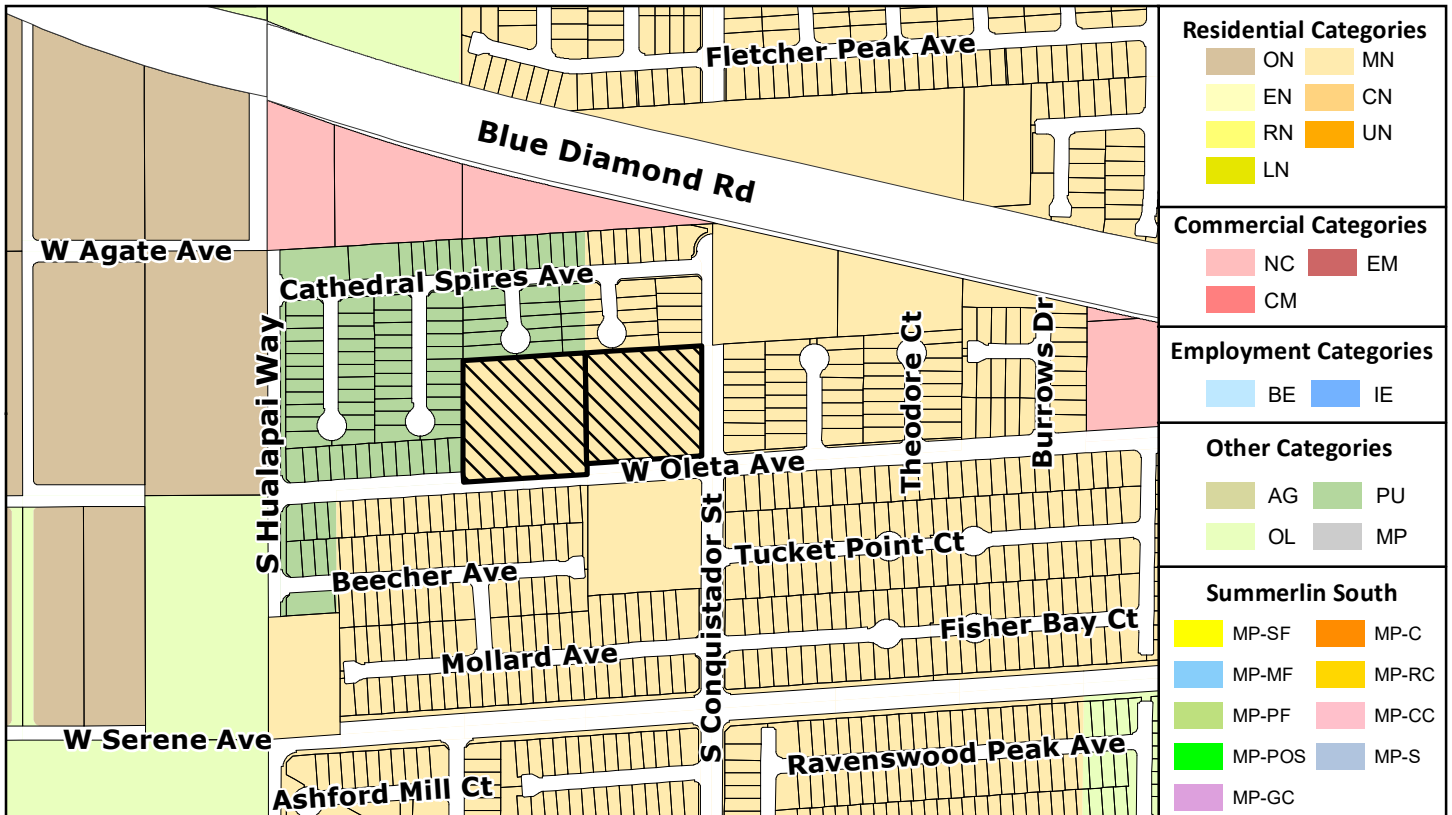 Fletcher Peak Ave
Blue Diamond Rd
W Agate Ave
Cathedral Spires Ave
S Hualapai Way
Theodore Ct
Burrows Dr
W Oleta Ave
S Conquistador St
Tucket Point Ct
Beecher Ave
Fisher Bay Ct
Mollard Ave
W Serene Ave
Ravenswood Peak Ave
Ashford Mill Ct
Residential Categories
ON MN
EN CN
RN UN
LN
Commercial Categories
NC EM
CM
Employment Categories
BE IE
Other Categories
AG PU
OL MP
Summerlin South
MP-SF MP-C
MP-MF MP-RC
MP-PF MP-CC
MP-POS MP-S
MP-GC